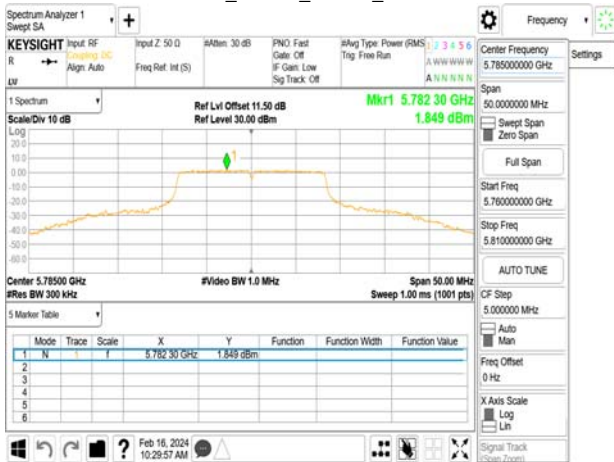 Spectrum Analyzer 1
Swept SA
+
Frequency
KEYSIGHT
R
LV
Input: RF
Coupling: DC
Align: Auto
Input Z: 50 Ω
Freq Ref: Int (S)
#Atten: 30 dB
PNO: Fast
Gate: Off
IF Gain: Low
Sig Track: Off
#Avg Type: Power (RMS
Trig: Free Run
1 2 3 4 5 6
A W W W W W
A N N N N N
1 Spectrum
Scale/Div 10 dB
Ref Lvl Offset 11.50 dB
Ref Level 30.00 dBm
Mkr1 5.782 30 GHz
1.849 dBm
Log
20.0
10.0
0.00
-10.0
-20.0
-30.0
-40.0
-50.0
-60.0
1
Center 5.78500 GHz
#Res BW 300 kHz
#Video BW 1.0 MHz
Span 50.00 MHz
Sweep 1.00 ms (1001 pts)
5 Marker Table
Mode Trace Scale X Y Function Function Width Function Value
1 N 1 f 5.782 30 GHz 1.849 dBm
2
3
4
5
6
Feb 16, 2024
10:29:57 AM
Center Frequency
5.785000000 GHz
Span
50.0000000 MHz
Swept Span
Zero Span
Full Span
Start Freq
5.760000000 GHz
Stop Freq
5.810000000 GHz
AUTO TUNE
CF Step
5.000000 MHz
Auto
Man
Freq Offset
0 Hz
X Axis Scale
Log
Lin
Signal Track
(Span Zoom)
Settings